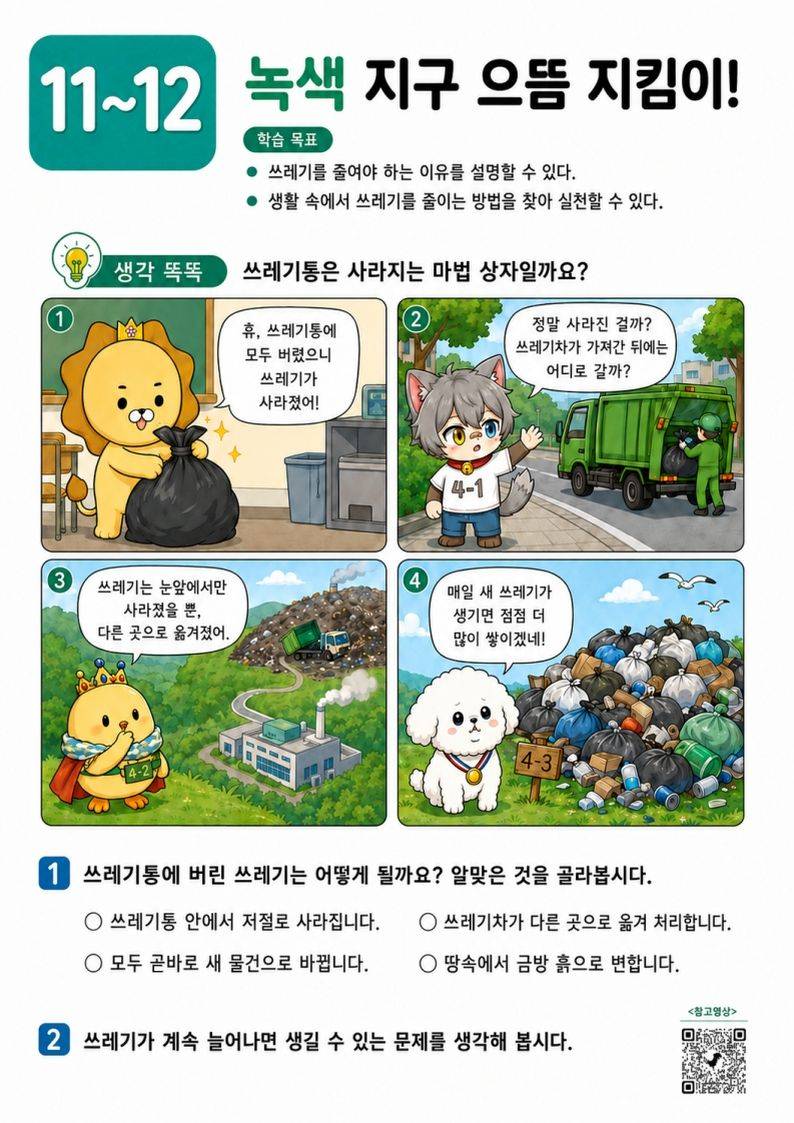 11~12
녹색 지구 으뜸 지킴이!
학습 목표
● 쓰레기를 줄여야 하는 이유를 설명할 수 있다.
● 생활 속에서 쓰레기를 줄이는 방법을 찾아 실천할 수 있다.
생각 똑똑
쓰레기통은 사라지는 마법 상자일까요?
1
휴, 쓰레기통에
모두 버렸으니
쓰레기가
사라졌어!
2
정말 사라진 걸까?
쓰레기차가 가져간 뒤에는
어디로 갈까?
4-1
3
쓰레기는 눈앞에서만
사라졌을 뿐,
다른 곳으로 옮겨졌어.
4-2
4
매일 새 쓰레기가
생기면 점점 더
많이 쌓이겠네!
4-3
1 쓰레기통에 버린 쓰레기는 어떻게 될까요? 알맞은 것을 골라봅시다.
○ 쓰레기통 안에서 저절로 사라집니다.
○ 쓰레기차가 다른 곳으로 옮겨 처리합니다.
○ 모두 곧바로 새 물건으로 바뀝니다.
○ 땅속에서 금방 흙으로 변합니다.
2 쓰레기가 계속 늘어나면 생길 수 있는 문제를 생각해 봅시다.
<참고영상>